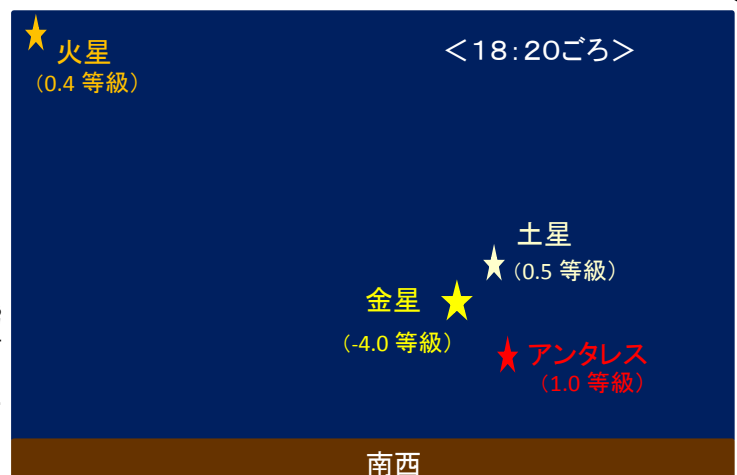 火星
(0.4 等級)
<18:20ごろ>
土星
(0.5 等級)
金星
(-4.0 等級)
アンタレス
(1.0 等級)
南西